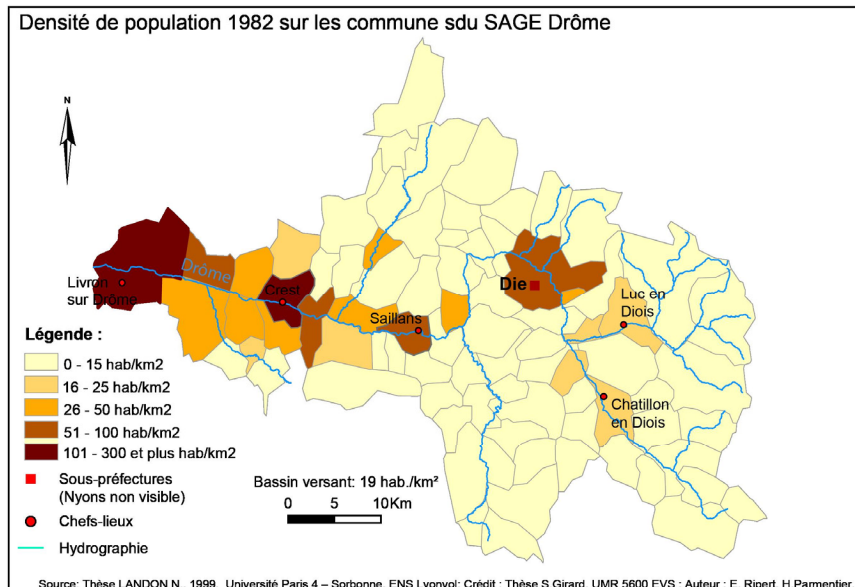 Densité de population 1982 sur les commune sdu SAGE Drôme
N
Drôme
Livron
sur Drôme
Crest
Saillans
Die
Luc en
Diois
Chatillon
en Diois
Légende :
0 - 15 hab/km2
16 - 25 hab/km2
26 - 50 hab/km2
51 - 100 hab/km2
101 - 300 et plus hab/km2
Sous-préfectures
(Nyons non visible)
Chefs-lieux
Hydrographie
Bassin versant: 19 hab./km²
0 5 10Km
Source: Thèse LANDON N., 1999, Université Paris 4 – Sorbonne, ENS Lyonvol; Crédit : Thèse S Girard, UMR 5600 EVS ; Auteur : E. Ripert, H Parmentier